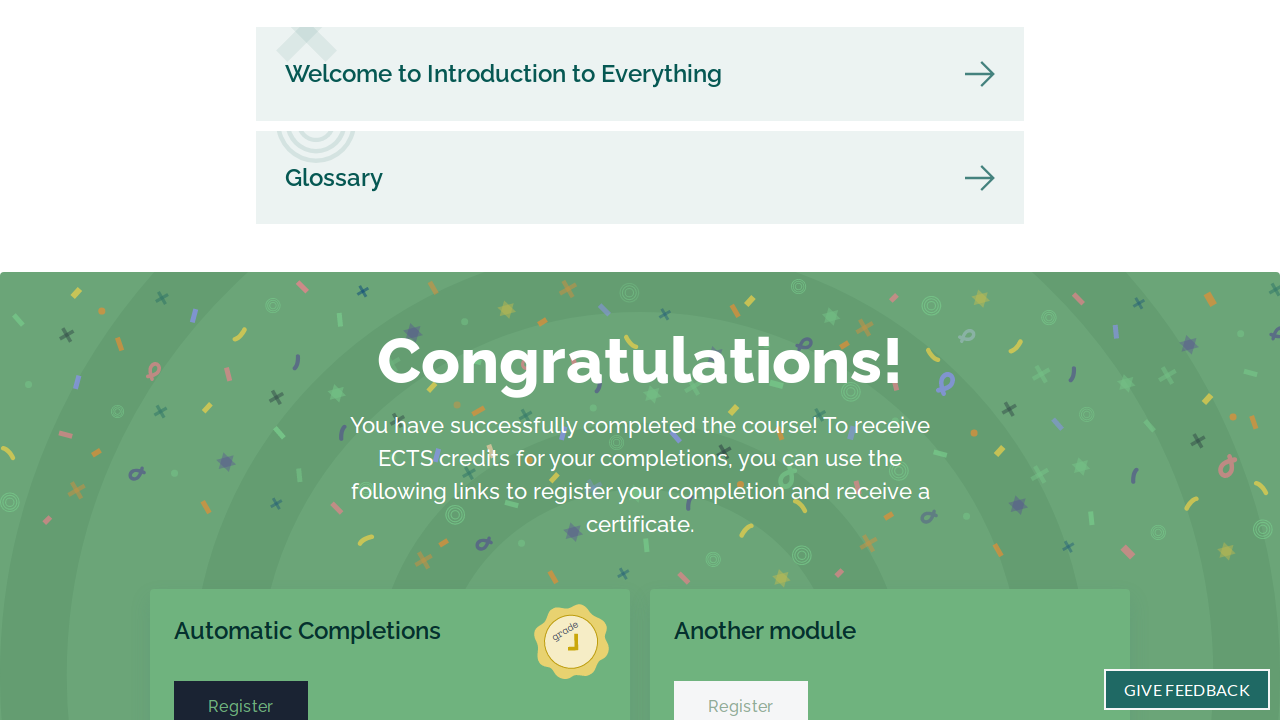 Welcome to Introduction to Everything
Glossary
Congratulations!
You have successfully completed the course! To receive
ECTS credits for your completions, you can use the
following links to register your completion and receive a
certificate.
Automatic Completions
grade
Another module
Register
Register
GIVE FEEDBACK